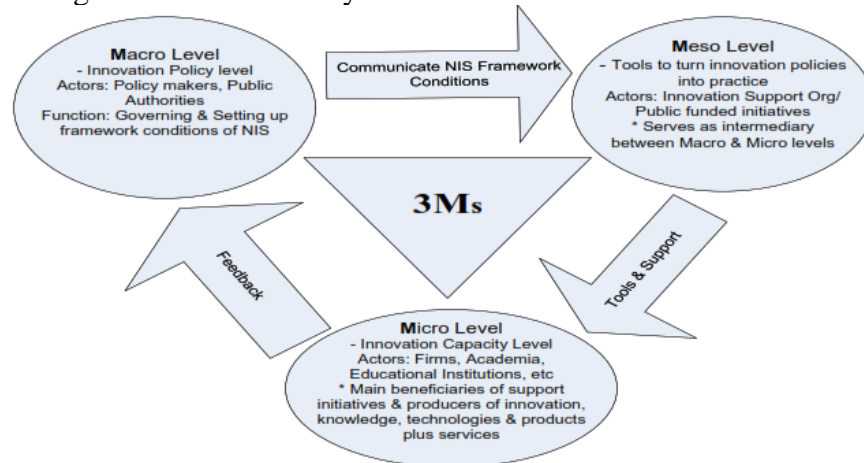 Macro Level
- Innovation Policy level
Actors: Policy makers, Public
Authorities
Function: Governing & Setting up
framework conditions of NIS
Communicate NIS Framework
Conditions
Meso Level
- Tools to turn innovation policies
into practice
Actors: Innovation Support Org/
Public funded initiatives
* Serves as intermediary
between Macro & Micro levels
3Ms
Feedback
Tools & Support
Micro Level
- Innovation Capacity Level
Actors: Firms, Academia,
Educational Institutions, etc
* Main beneficiaries of support
initiatives & producers of innovation,
knowledge, technologies & products
plus services